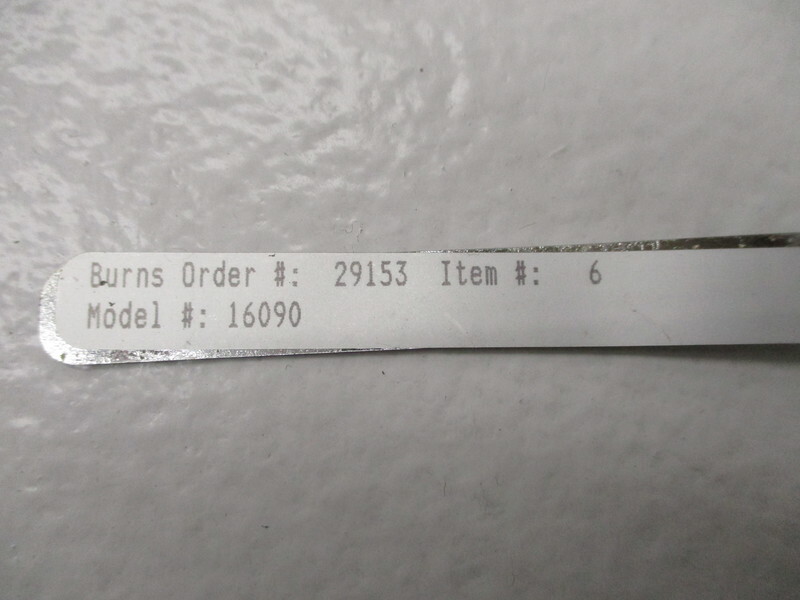 Burns Order #: 29153 Item #: 6
Model #: 16090